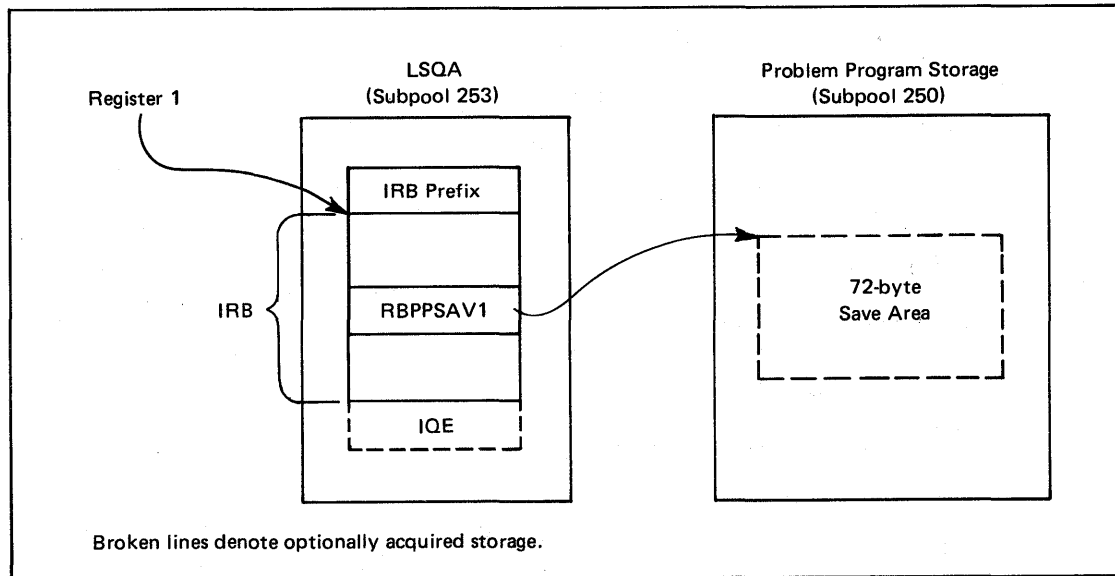 LSQA
(Subpool 253)
Problem Program Storage
(Subpool 250)
Register 1
IRB Prefix
IRB
RBPPSAV1
72-byte
Save Area
IQE
Broken lines denote optionally acquired storage.